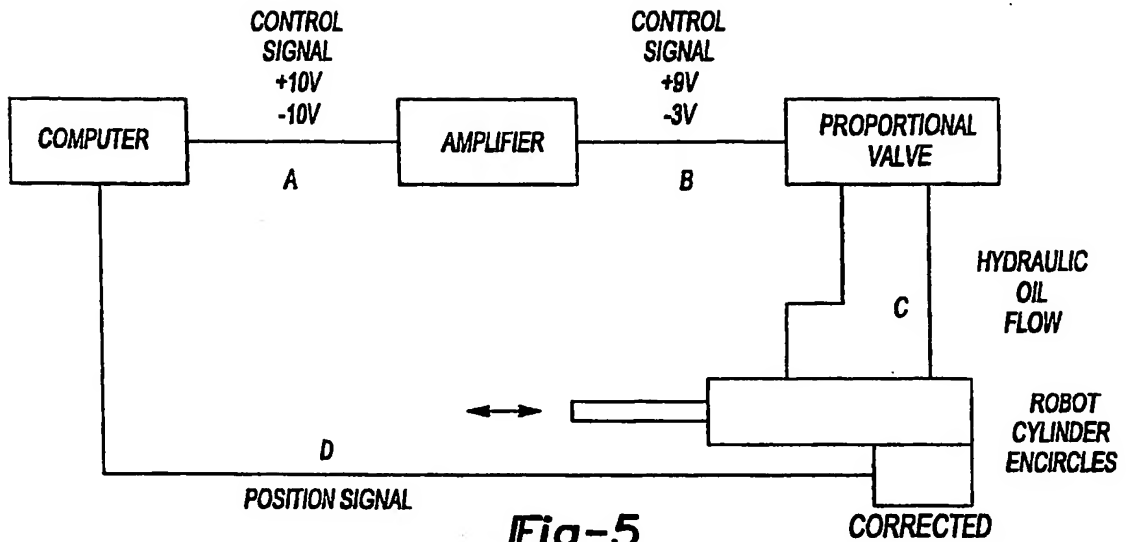 CONTROL
SIGNAL
+10V
-10V
CONTROL
SIGNAL
+9V
-3V
COMPUTER
AMPLIFIER
PROPORTIONAL
VALVE
A
B
HYDRAULIC
OIL
FLOW
C
ROBOT
CYLINDER
ENCIRCLES
D
POSITION SIGNAL
Fig-5
CORRECTED